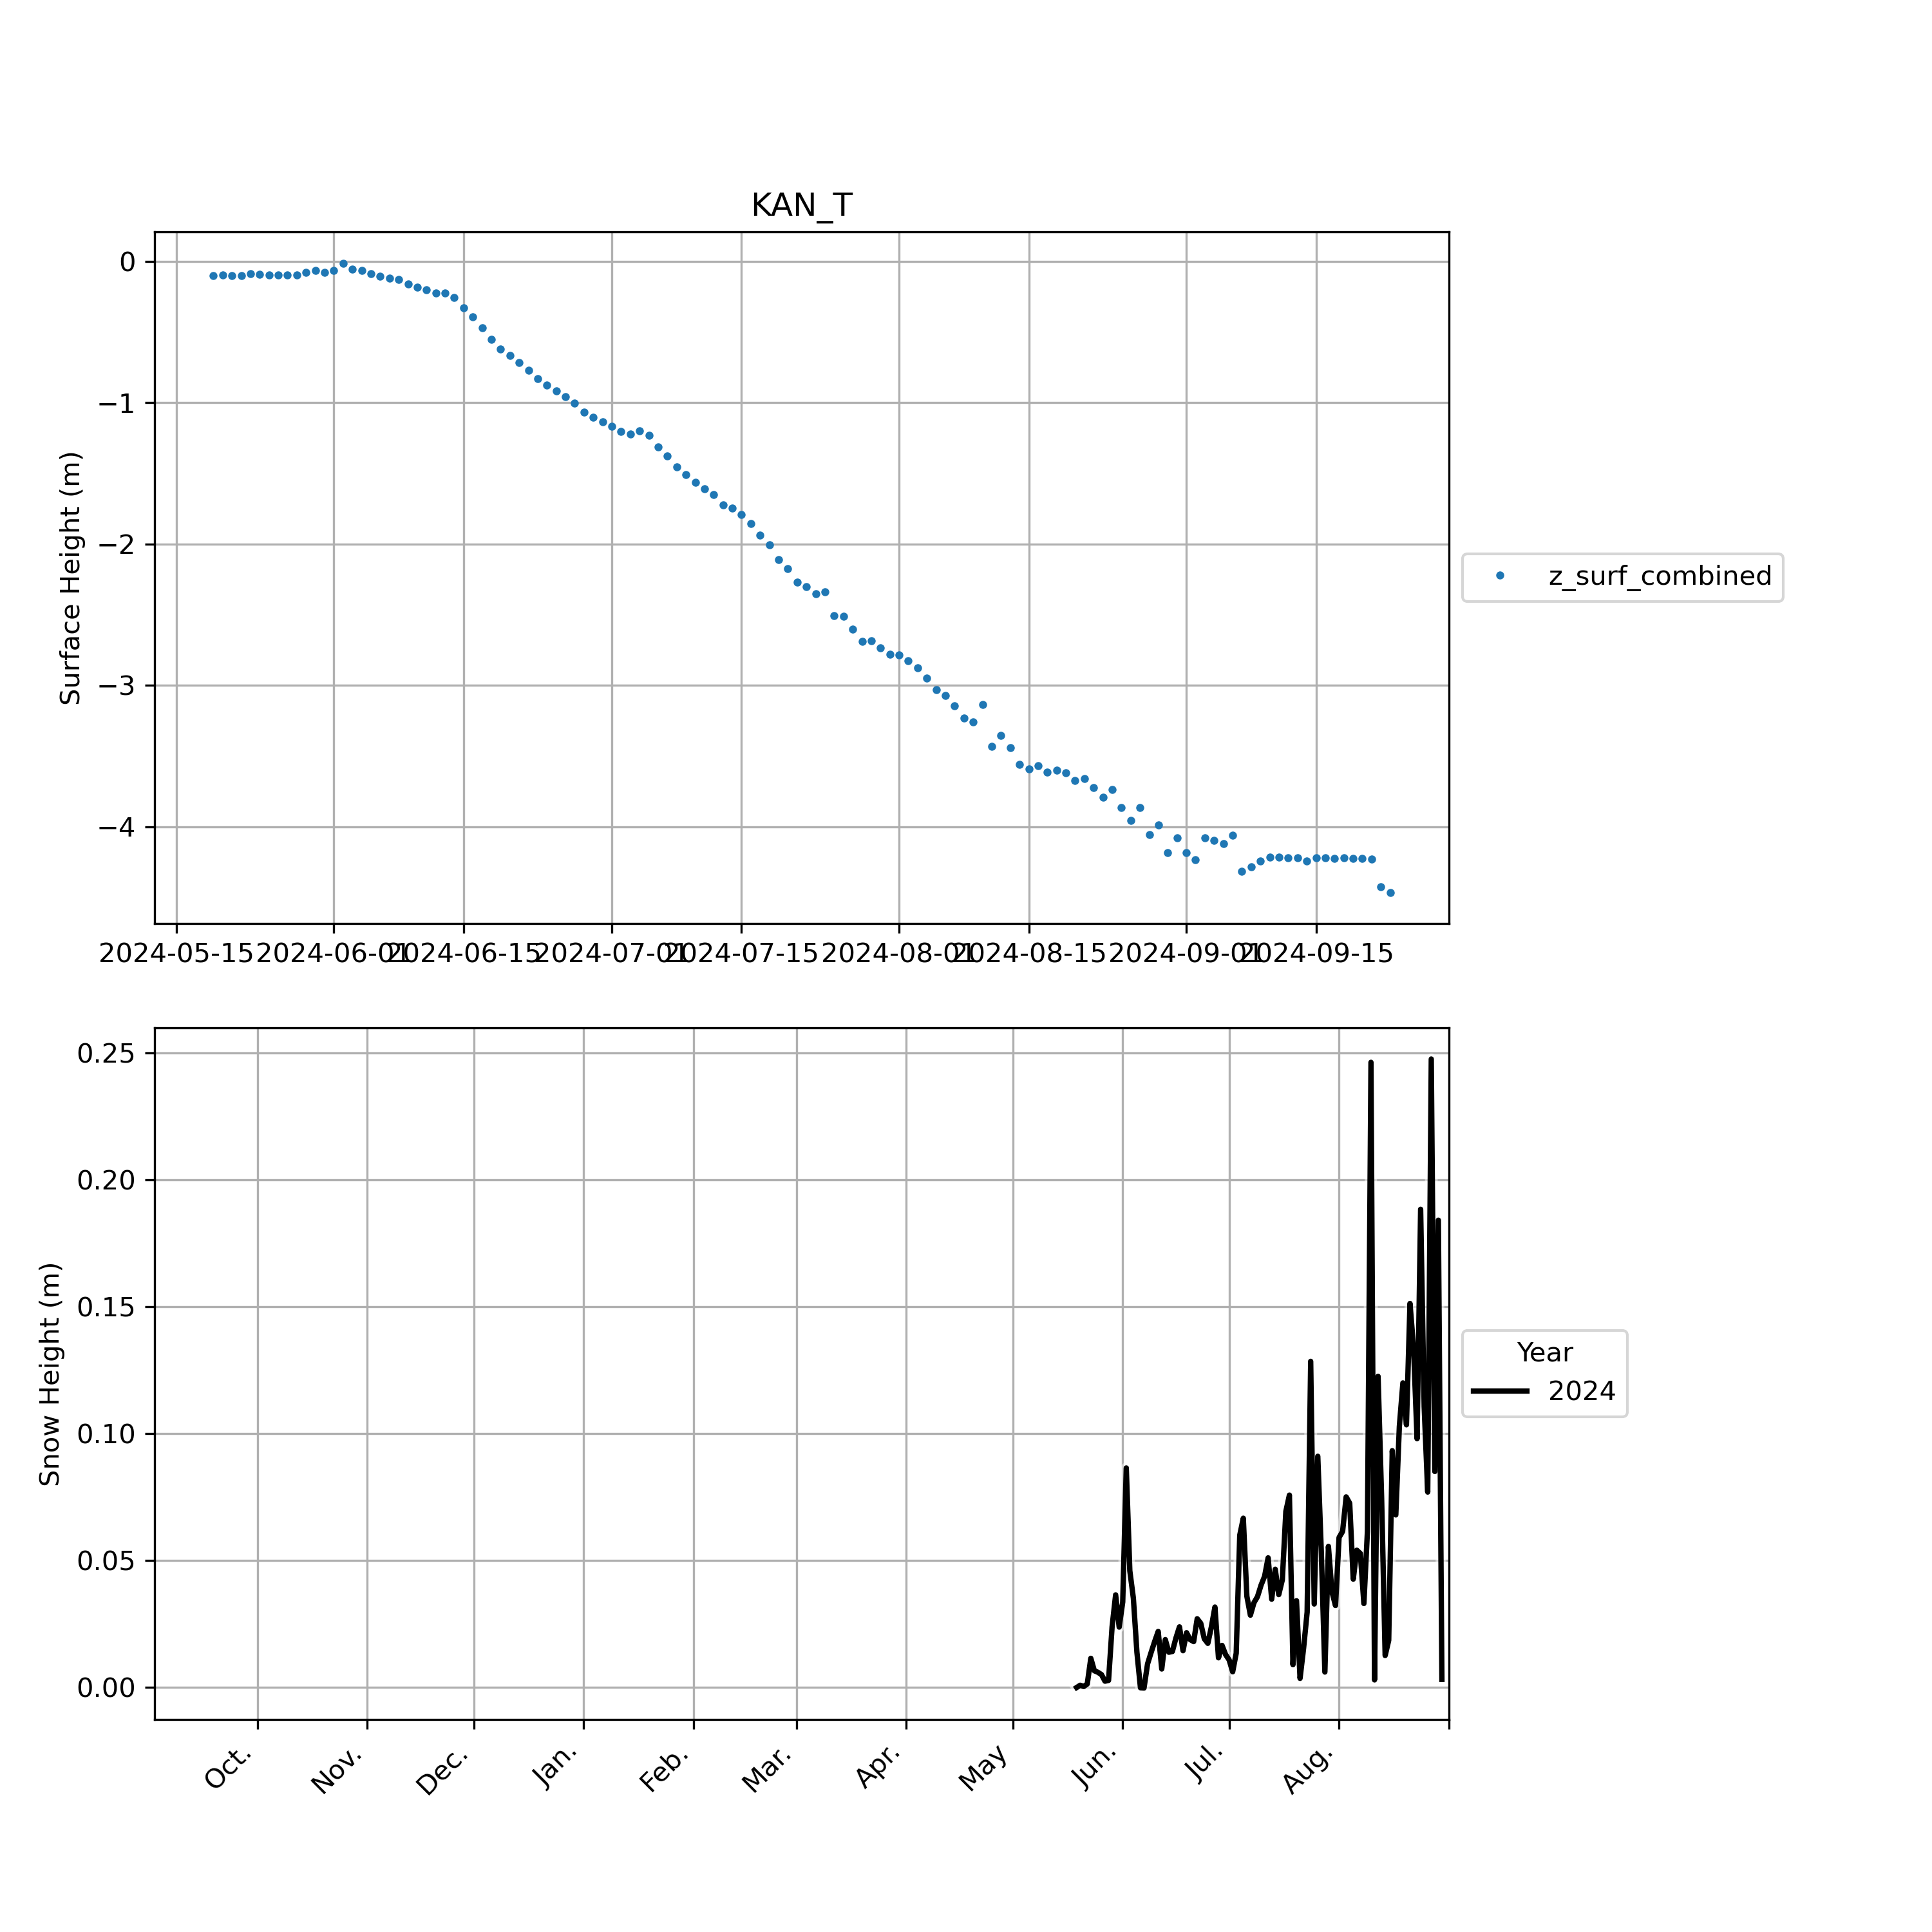 KAN_T
0
−1
−2
−3
−4
Surface Height (m)
z_surf_combined
2024-05-15 2024-06-01 2024-06-15 2024-07-01 2024-07-15 2024-08-01 2024-08-15 2024-09-01 2024-09-15
0.25
0.20
0.15
0.10
0.05
0.00
Snow Height (m)
Year
2024
Oct. Nov. Dec. Jan. Feb. Mar. Apr. May Jun. Jul. Aug.